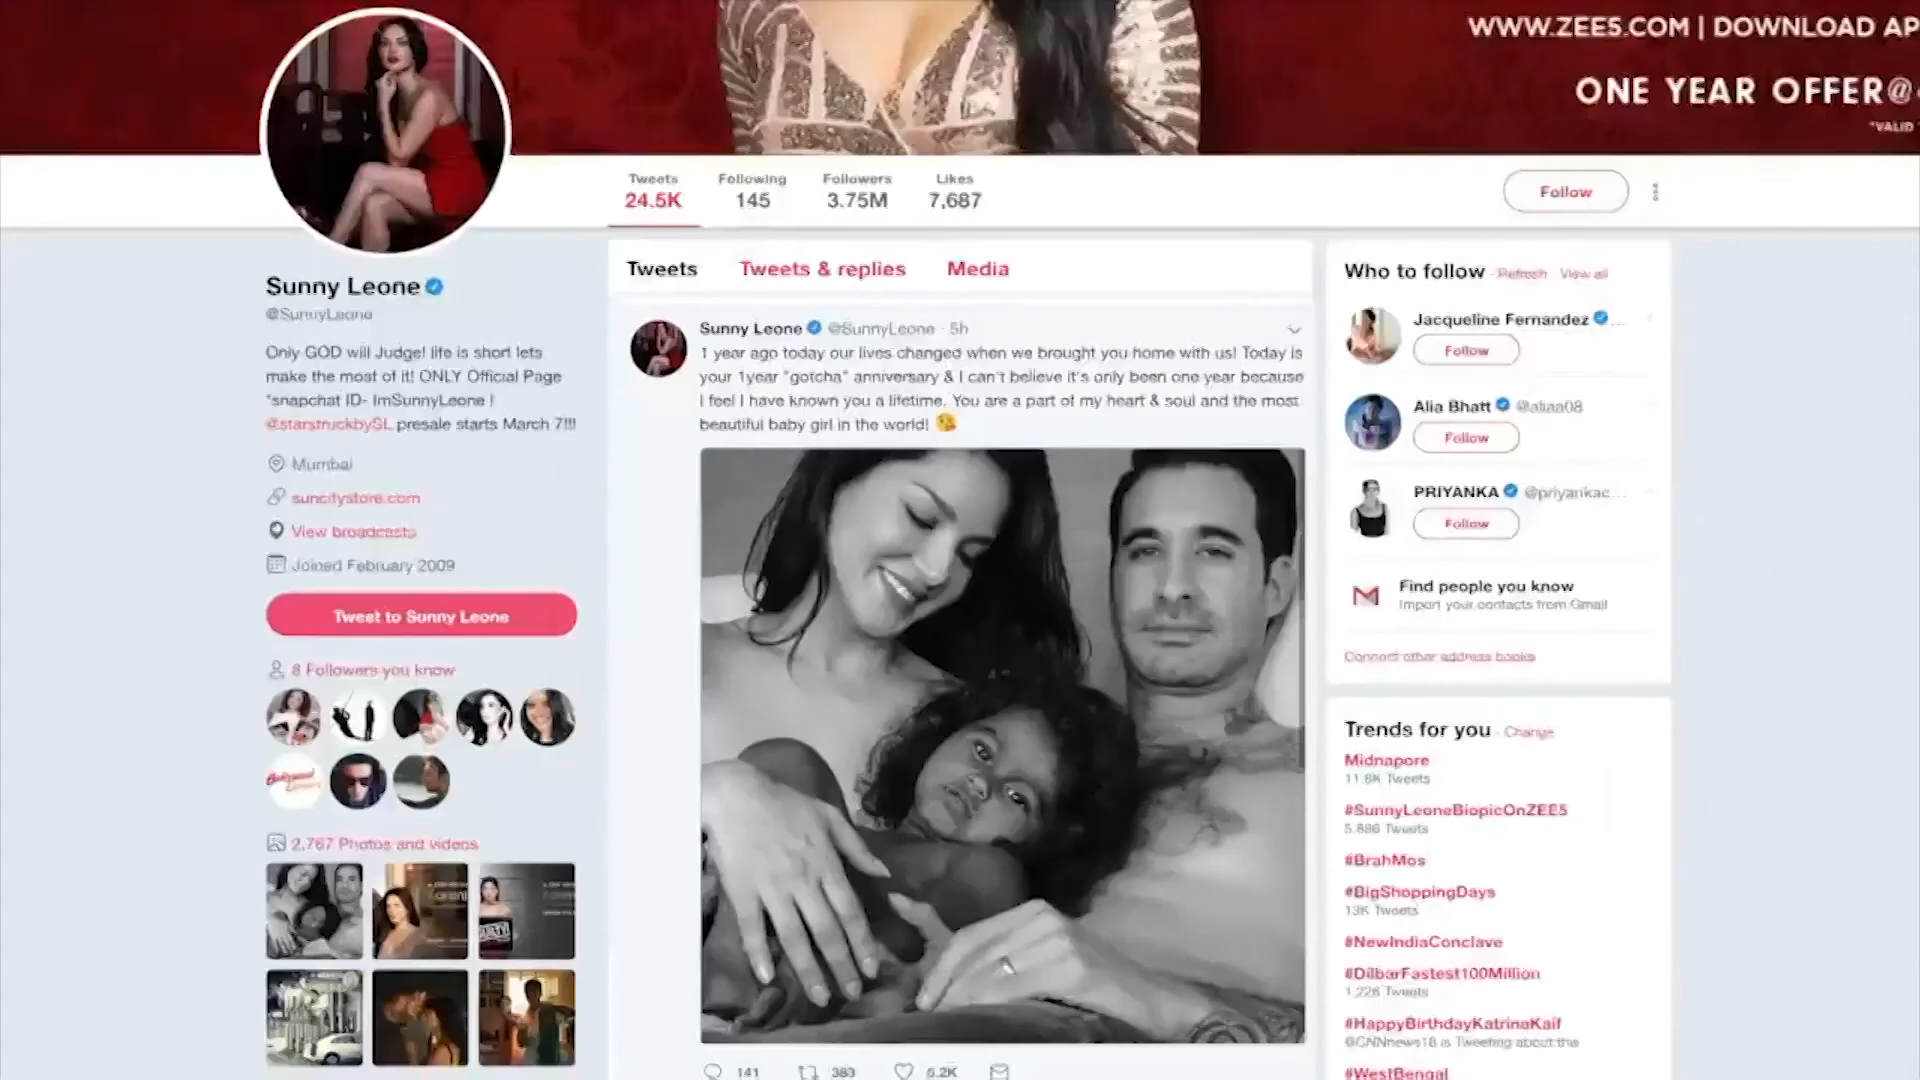 WWW.ZEE5.COM | DOWNLOAD AP
ONE YEAR OFFER@
*VALID
Tweets
24.5K
Following
145
Followers
3.75M
Likes
7,687
Follow
Sunny Leone
@SunnyLeone
Only GOD will Judge! life is short lets
make the most of it! ONLY Official Page
*snapchat ID- ImSunnyLeone !
@starstruckbySL presale starts March 7!!!
Mumbai
suncitystore.com
View broadcasts
Joined February 2009
Tweet to Sunny Leone
8 Followers you know
2,767 Photos and videos
Tweets Tweets & replies Media
Sunny Leone @SunnyLeone · 5h
1 year ago today our lives changed when we brought you home with us! Today is
your 1year "gotcha" anniversary & I can't believe it's only been one year because
I feel I have known you a lifetime. You are a part of my heart & soul and the most
beautiful baby girl in the world!
141 383 6.2K
Who to follow · Refresh · View all
Jacqueline Fernandez ...
Follow
Alia Bhatt @aliaa08
Follow
PRIYANKA @priyankac...
Follow
Find people you know
Import your contacts from Gmail
Connect other address books
Trends for you · Change
Midnapore
11.8K Tweets
#SunnyLeoneBiopicOnZEE5
5,886 Tweets
#BrahMos
#BigShoppingDays
13K Tweets
#NewIndiaConclave
#DilbarFastest100Million
1,226 Tweets
#HappyBirthdayKatrinaKaif
@CNNnews18 is Tweeting about this
#WestBengal